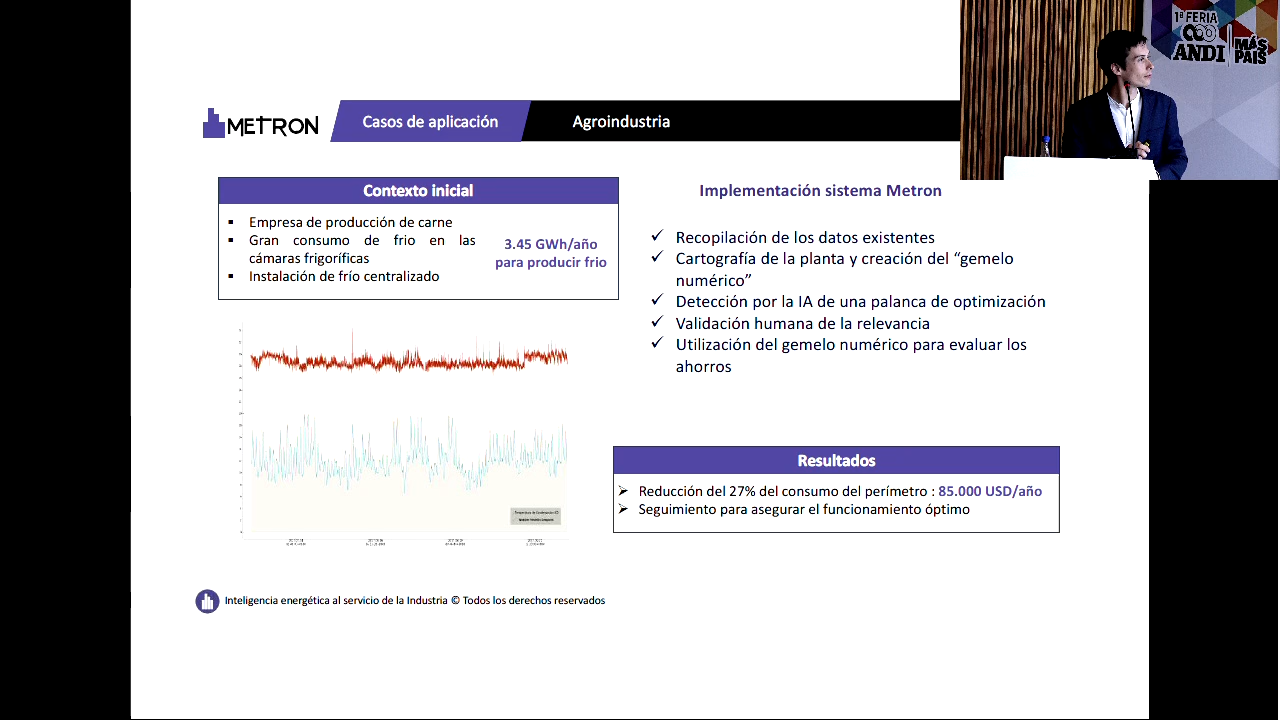 1ª FERIA
ANDI
MÁS
PAÍS
METRON
Casos de aplicación
Agroindustria
Contexto inicial
▪ Empresa de producción de carne
▪ Gran consumo de frio en las
cámaras frigoríficas
▪ Instalación de frío centralizado
3.45 GWh/año
para producir frio
Implementación sistema Metron
✓ Recopilación de los datos existentes
✓ Cartografía de la planta y creación del “gemelo
numérico”
✓ Detección por la IA de una palanca de optimización
✓ Validación humana de la relevancia
✓ Utilización del gemelo numérico para evaluar los
ahorros
Resultados
➢ Reducción del 27% del consumo del perímetro : 85.000 USD/año
➢ Seguimiento para asegurar el funcionamiento óptimo
Inteligencia energética al servicio de la Industria © Todos los derechos reservados